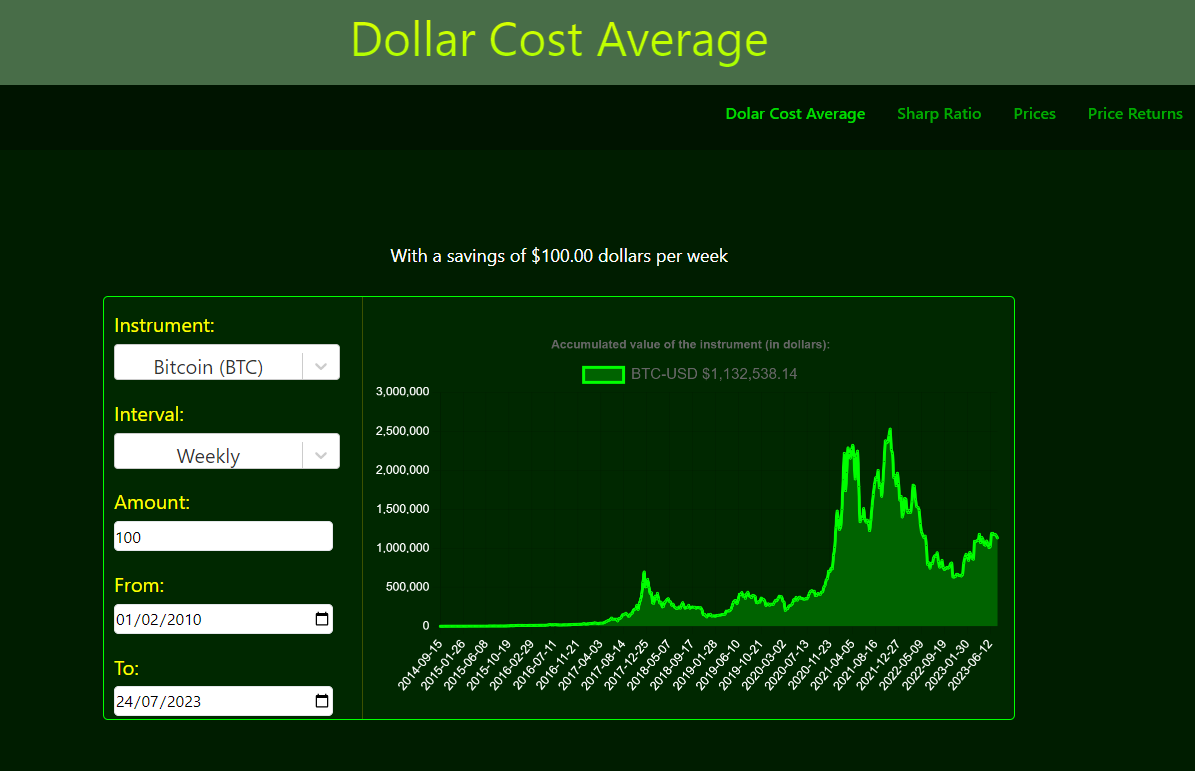 Dollar Cost Average
Dolar Cost Average Sharp Ratio Prices Price Returns
With a savings of $100.00 dollars per week
Instrument:
Bitcoin (BTC)
Interval:
Weekly
Amount:
100
From:
01/02/2010
To:
24/07/2023
Accumulated value of the instrument (in dollars):
BTC-USD $1,132,538.14
3,000,000
2,500,000
2,000,000
1,500,000
1,000,000
500,000
0
2014-09-15
2015-01-26
2015-06-08
2015-10-19
2016-02-29
2016-07-11
2016-11-21
2017-04-03
2017-08-14
2017-12-25
2018-05-07
2018-09-17
2019-01-28
2019-06-10
2019-10-21
2020-03-02
2020-07-13
2020-11-23
2021-04-05
2021-08-16
2021-12-27
2022-05-09
2022-09-19
2023-01-30
2023-06-12